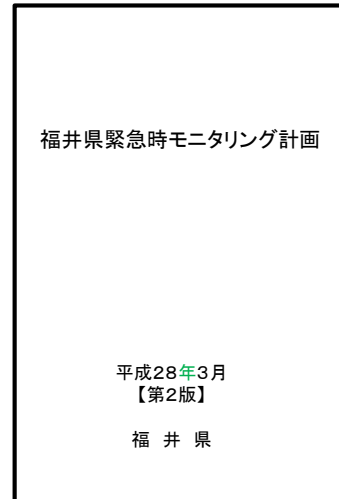 福井県緊急時モニタリング計画
平成28年3月
【第2版】
福 井 県